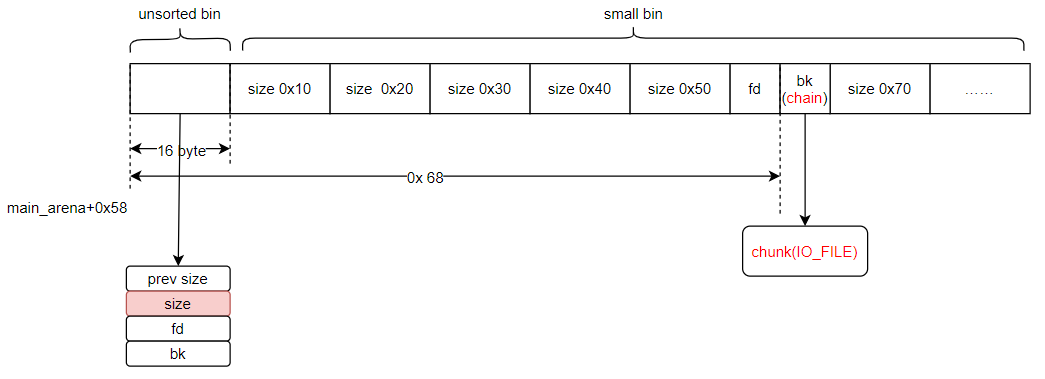 unsorted bin
small bin
size 0x10
size 0x20
size 0x30
size 0x40
size 0x50
fd
bk
(chain)
size 0x70
……
16 byte
0x 68
main_arena+0x58
chunk(IO_FILE)
prev size
size
fd
bk